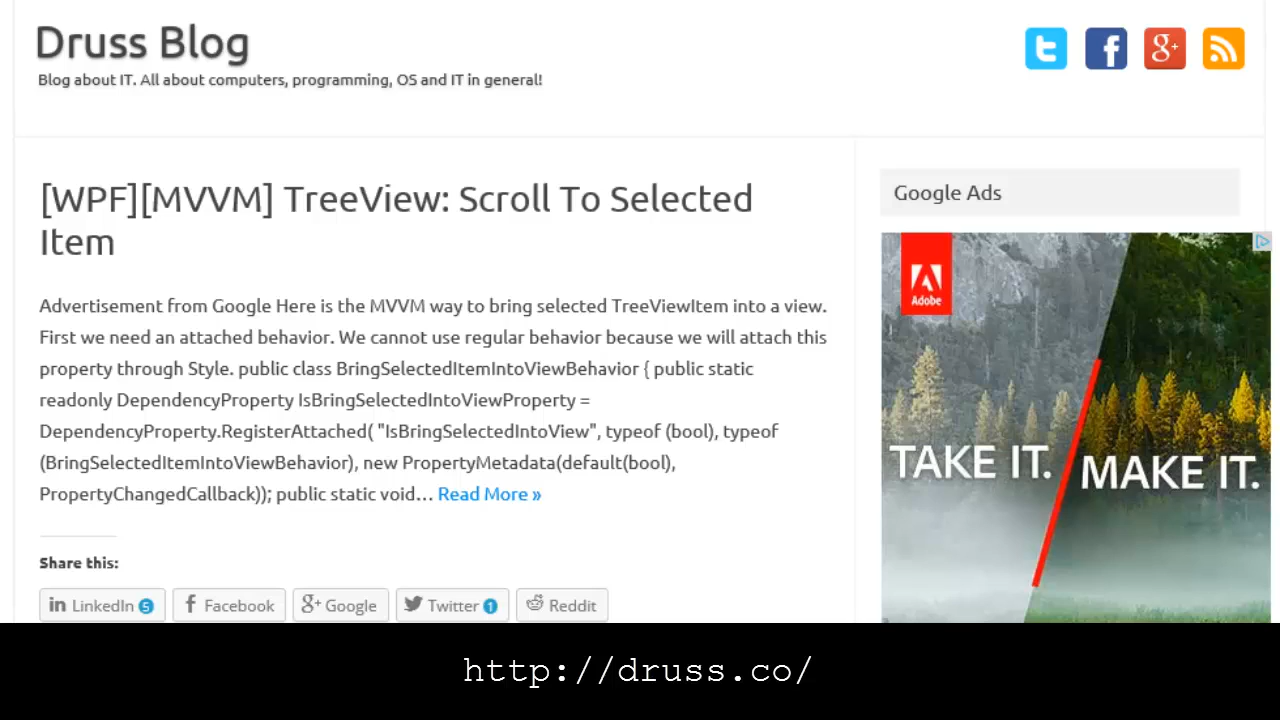 Druss Blog
Blog about IT. All about computers, programming, OS and IT in general!
[WPF][MVVM] TreeView: Scroll To Selected
Item
Advertisement from Google Here is the MVVM way to bring selected TreeViewItem into a view.
First we need an attached behavior. We cannot use regular behavior because we will attach this
property through Style. public class BringSelectedItemIntoViewBehavior { public static
readonly DependencyProperty IsBringSelectedIntoViewProperty =
DependencyProperty.RegisterAttached( "IsBringSelectedIntoView", typeof (bool), typeof
(BringSelectedItemIntoViewBehavior), new PropertyMetadata(default(bool),
PropertyChangedCallback)); public static void… Read More »
Share this:
LinkedIn 5 Facebook Google Twitter 1 Reddit
Google Ads
Adobe
TAKE IT. MAKE IT.
http://druss.co/